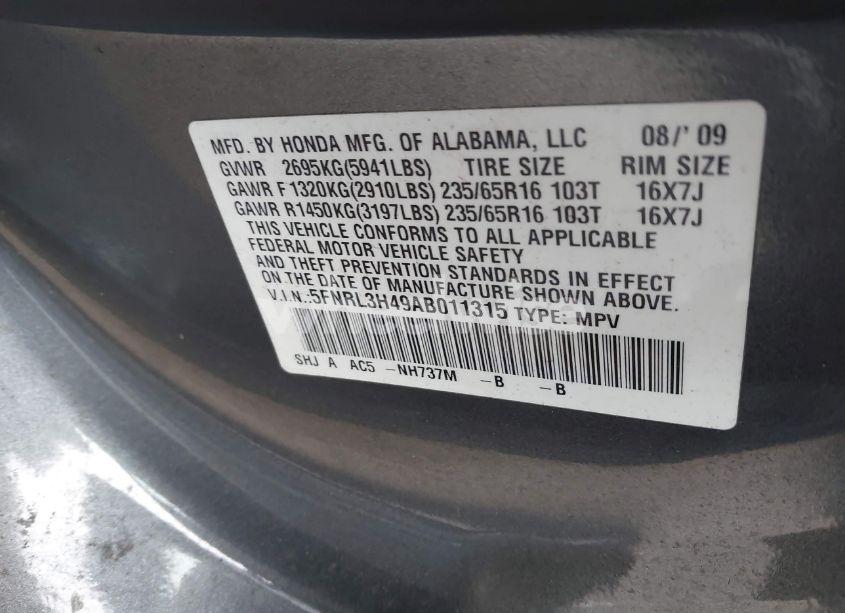 MFD. BY HONDA MFG. OF ALABAMA, LLC 08/' 09
GVWR 2695KG(5941LBS) TIRE SIZE RIM SIZE
GAWR F1320KG(2910LBS) 235/65R16 103T 16X7J
GAWR R1450KG(3197LBS) 235/65R16 103T 16X7J
THIS VEHICLE CONFORMS TO ALL APPLICABLE
FEDERAL MOTOR VEHICLE SAFETY
AND THEFT PREVENTION STANDARDS IN EFFECT
ON THE DATE OF MANUFACTURE SHOWN ABOVE.
V.I.N.:5FNRL3H49AB011315 TYPE: MPV
SHJ A AC5 -NH737M -B -B